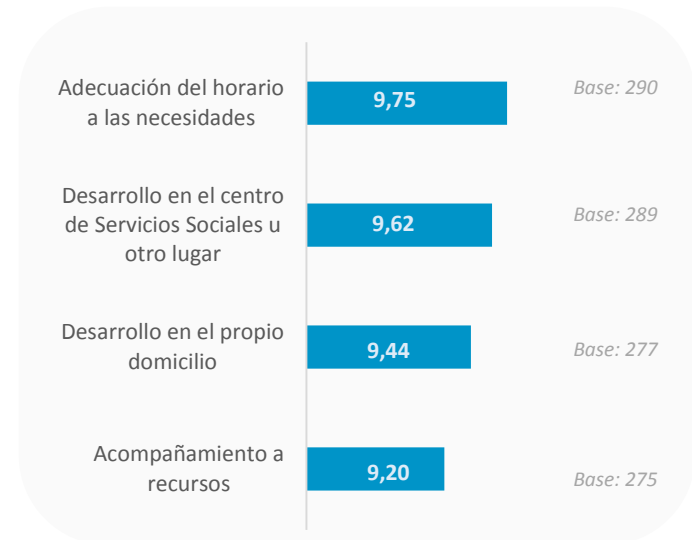 Adecuación del horario
a las necesidades
9,75
Base: 290
Desarrollo en el centro
de Servicios Sociales u
otro lugar
9,62
Base: 289
Desarrollo en el propio
domicilio
9,44
Base: 277
Acompañamiento a
recursos
9,20
Base: 275